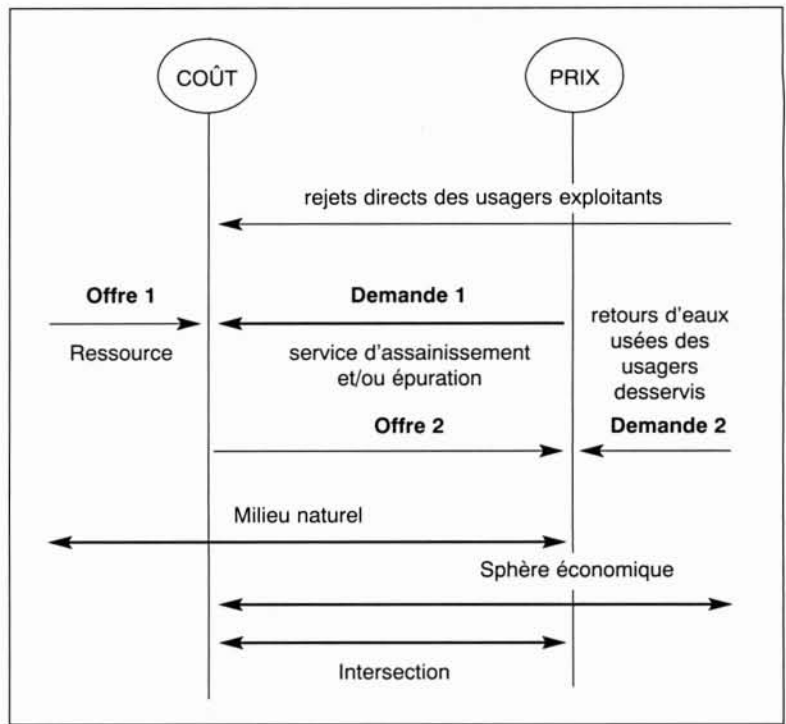 COÛT
PRIX
rejets directs des usagers exploitants
Offre 1
Demande 1
retours d'eaux
usées des
usagers
desservis
Ressource
service d'assainissement
et/ou épuration
Offre 2
Demande 2
Milieu naturel
Sphère économique
Intersection